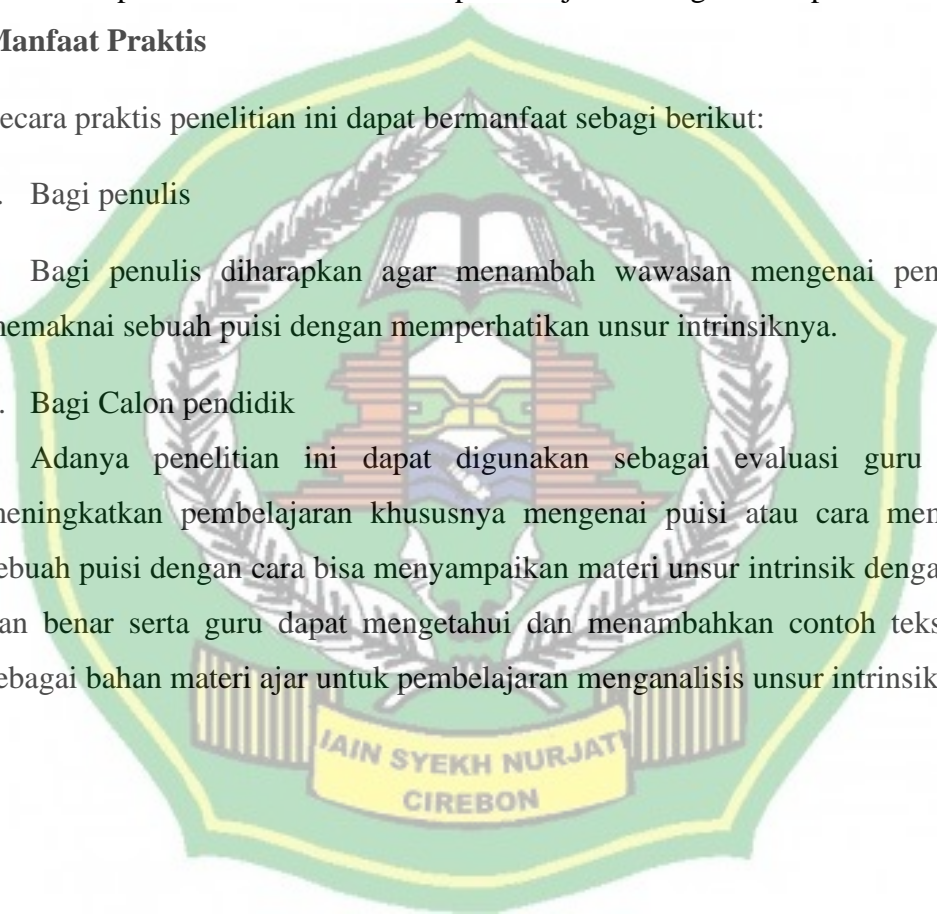 Manfaat Praktis
ecara praktis penelitian ini dapat bermanfaat sebagi berikut:
. Bagi penulis
Bagi penulis diharapkan agar menambah wawasan mengenai pen
nemaknai sebuah puisi dengan memperhatikan unsur intrinsiknya.
. Bagi Calon pendidik
Adanya penelitian ini dapat digunakan sebagai evaluasi guru
neningkatkan pembelajaran khususnya mengenai puisi atau cara men
ebuah puisi dengan cara bisa menyampaikan materi unsur intrinsik denga
an benar serta guru dapat mengetahui dan menambahkan contoh teks
ebagai bahan materi ajar untuk pembelajaran menganalisis unsur intrinsik
IAIN SYEKH NURJATI
CIREBON